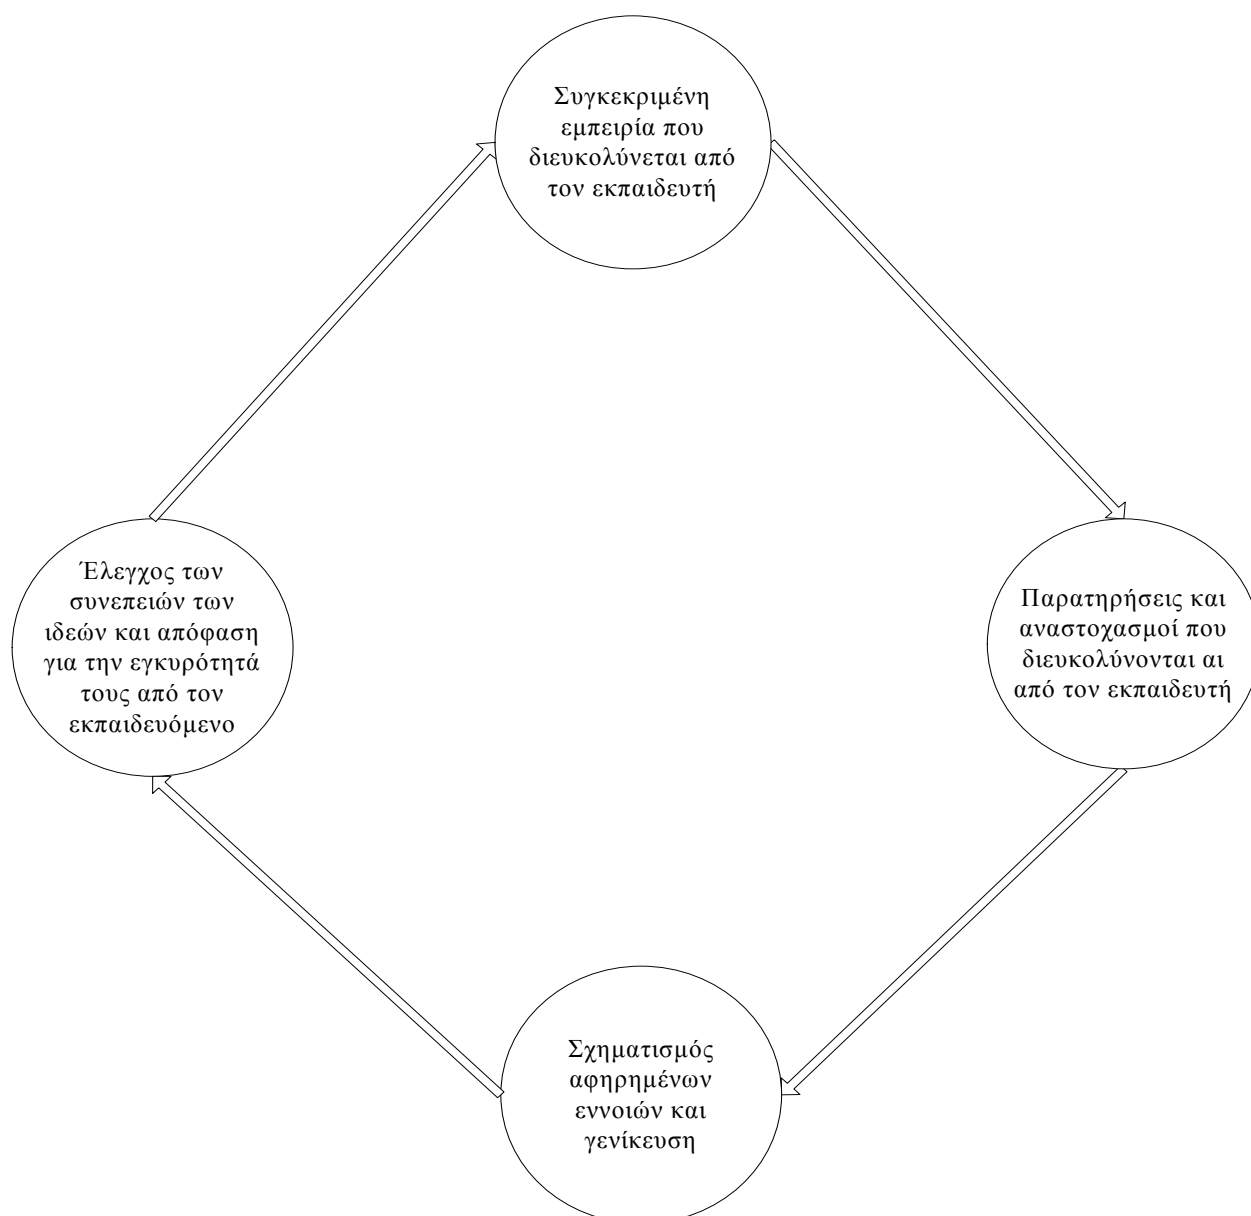 Συγκεκριμένη
εμπειρία που
διευκολύνεται από
τον εκπαιδευτή
Έλεγχος των
συνεπειών των
ιδεών και απόφαση
για την εγκυρότητά
τους από τον
εκπαιδευόμενο
Παρατηρήσεις και
αναστοχασμοί που
διευκολύνονται αι
από τον εκπαιδευτή
Σχηματισμός
αφηρημένων
εννοιών και
γενίκευση